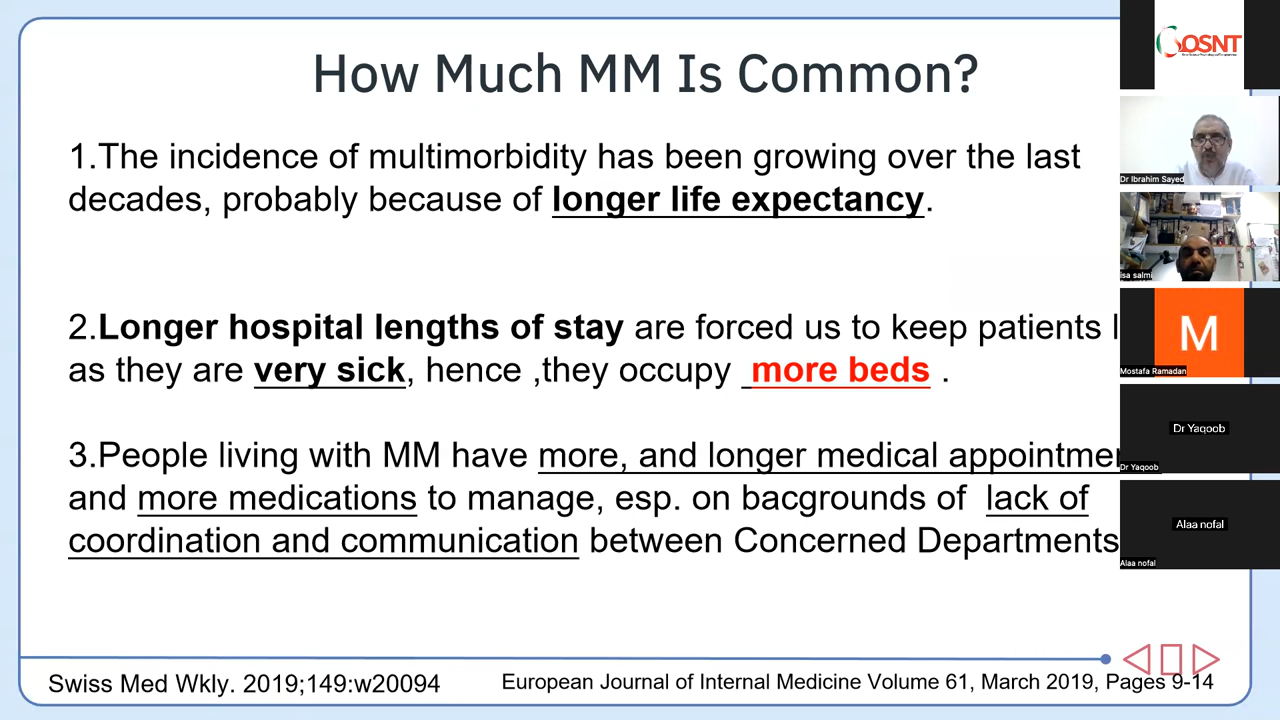 How Much MM Is Common?
1.The incidence of multimorbidity has been growing over the last
decades, probably because of longer life expectancy.
2.Longer hospital lengths of stay are forced us to keep patients l
as they are very sick, hence ,they occupy _more beds .
3.People living with MM have more, and longer medical appointmen
and more medications to manage, esp. on bacgrounds of lack of
coordination and communication between Concerned Departments
Swiss Med Wkly. 2019;149:w20094
European Journal of Internal Medicine Volume 61, March 2019, Pages 9-14
OSNT
Dr Ibrahim Sayed
isa salmi
M
Mostafa Ramadan
Dr Yaqoob
Dr Yaqoob
Alaa nofal
Alaa nofal